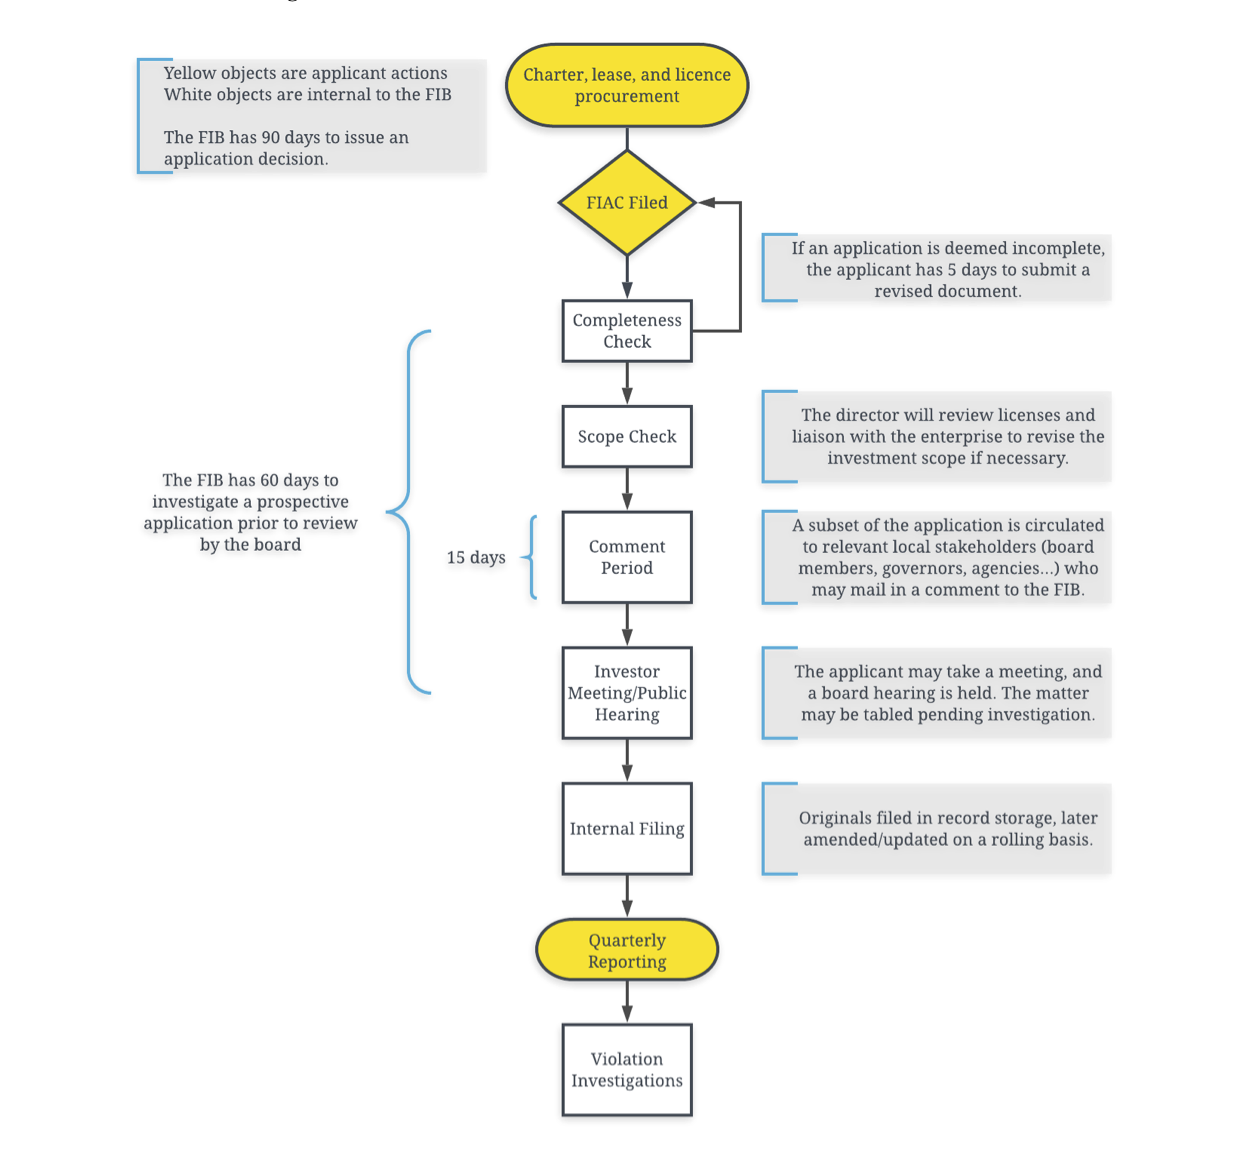 Yellow objects are applicant actions
White objects are internal to the FIB
The FIB has 90 days to issue an
application decision.
Charter, lease, and licence
procurement
FIAC Filed
If an application is deemed incomplete,
the applicant has 5 days to submit a
revised document.
Completeness
Check
The director will review licenses and
liaison with the enterprise to revise the
investment scope if necessary.
Scope Check
The FIB has 60 days to
investigate a prospective
application prior to review
by the board
15 days
Comment
Period
A subset of the application is circulated
to relevant local stakeholders (board
members, governors, agencies...) who
may mail in a comment to the FIB.
Investor
Meeting/Public
Hearing
The applicant may take a meeting, and
a board hearing is held. The matter
may be tabled pending investigation.
Internal Filing
Originals filed in record storage, later
amended/updated on a rolling basis.
Quarterly
Reporting
Violation
Investigations